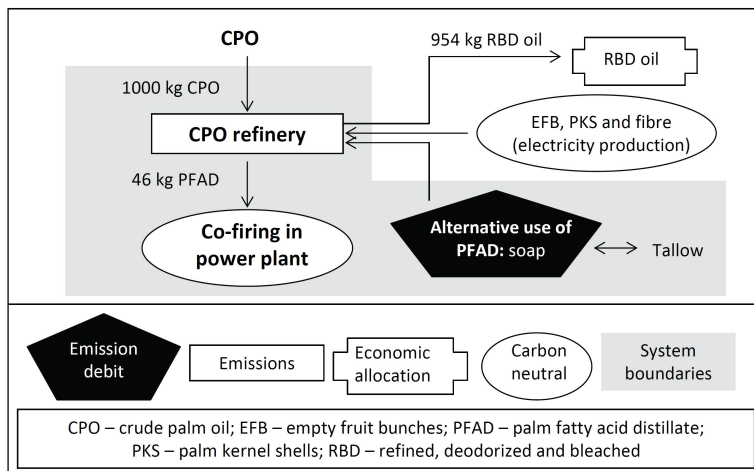 CPO
954 kg RBD oil
RBD oil
1000 kg CPO
CPO refinery
EFB, PKS and fibre
(electricity production)
46 kg PFAD
Co-firing in
power plant
Alternative use of
PFAD: soap
Tallow
Emission
debit
Emissions
Economic
allocation
Carbon
neutral
System
boundaries
CPO – crude palm oil; EFB – empty fruit bunches; PFAD – palm fatty acid distillate;
PKS – palm kernel shells; RBD – refined, deodorized and bleached